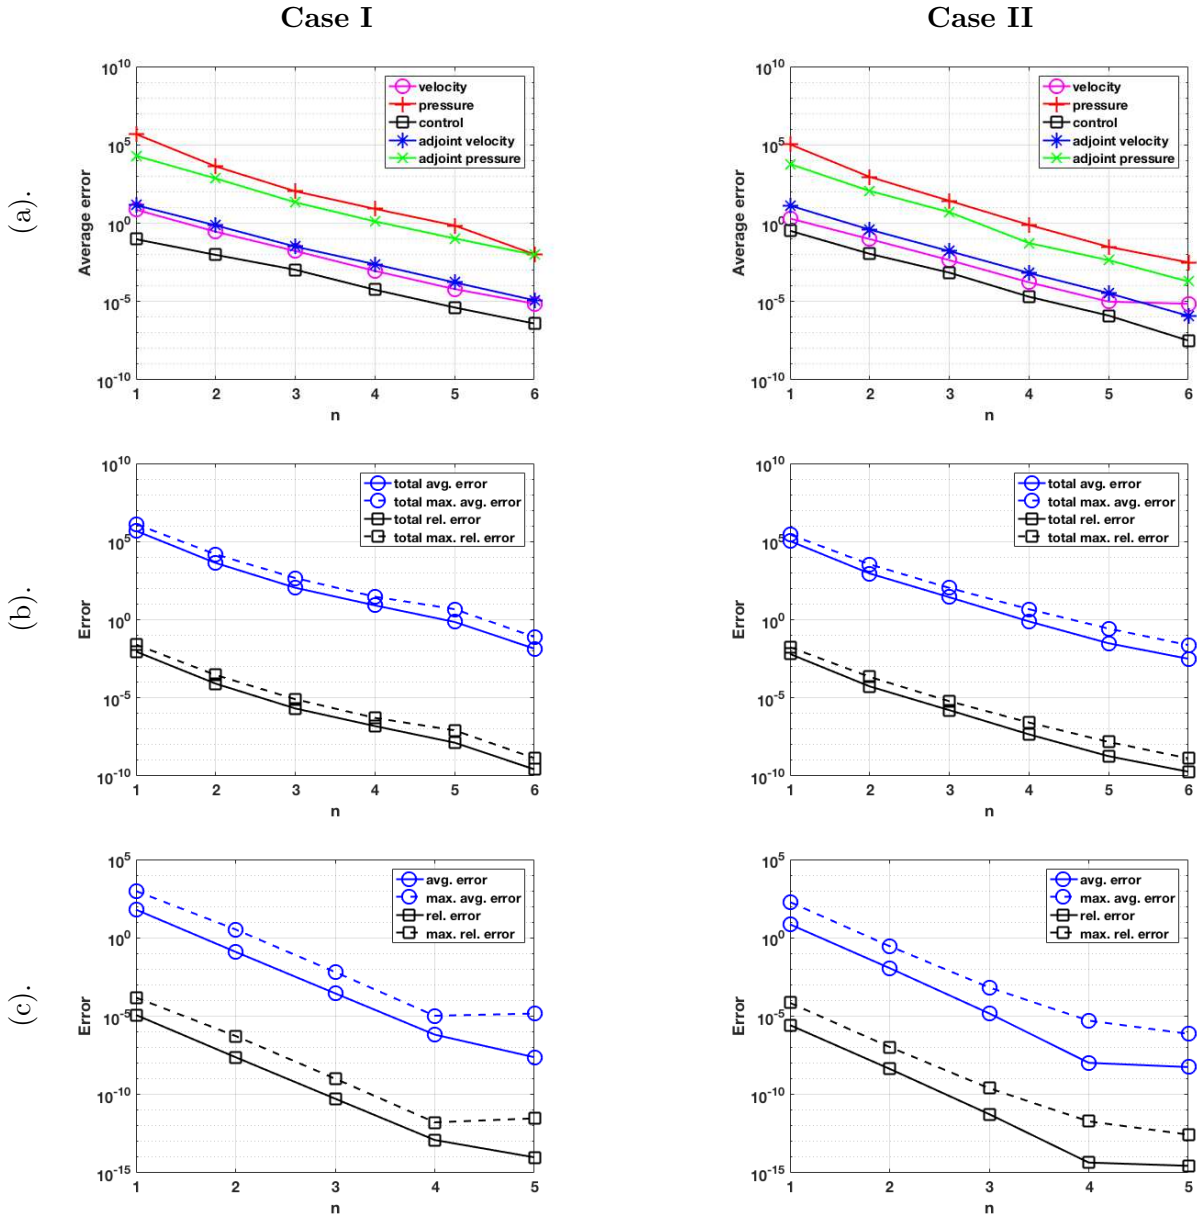 Case I
Case II
(a).
10^10
10^5
10^0
10^-5
10^-10
Average error
velocity
pressure
control
adjoint velocity
adjoint pressure
1 2 3 4 5 6
n
10^10
10^5
10^0
10^-5
10^-10
Average error
velocity
pressure
control
adjoint velocity
adjoint pressure
1 2 3 4 5 6
n
(b).
10^10
10^5
10^0
10^-5
10^-10
Error
total avg. error
total max. avg. error
total rel. error
total max. rel. error
1 2 3 4 5 6
n
10^10
10^5
10^0
10^-5
10^-10
Error
total avg. error
total max. avg. error
total rel. error
total max. rel. error
1 2 3 4 5 6
n
(c).
10^5
10^0
10^-5
10^-10
10^-15
Error
avg. error
max. avg. error
rel. error
max. rel. error
1 2 3 4 5
n
10^5
10^0
10^-5
10^-10
10^-15
Error
avg. error
max. avg. error
rel. error
max. rel. error
1 2 3 4 5
n